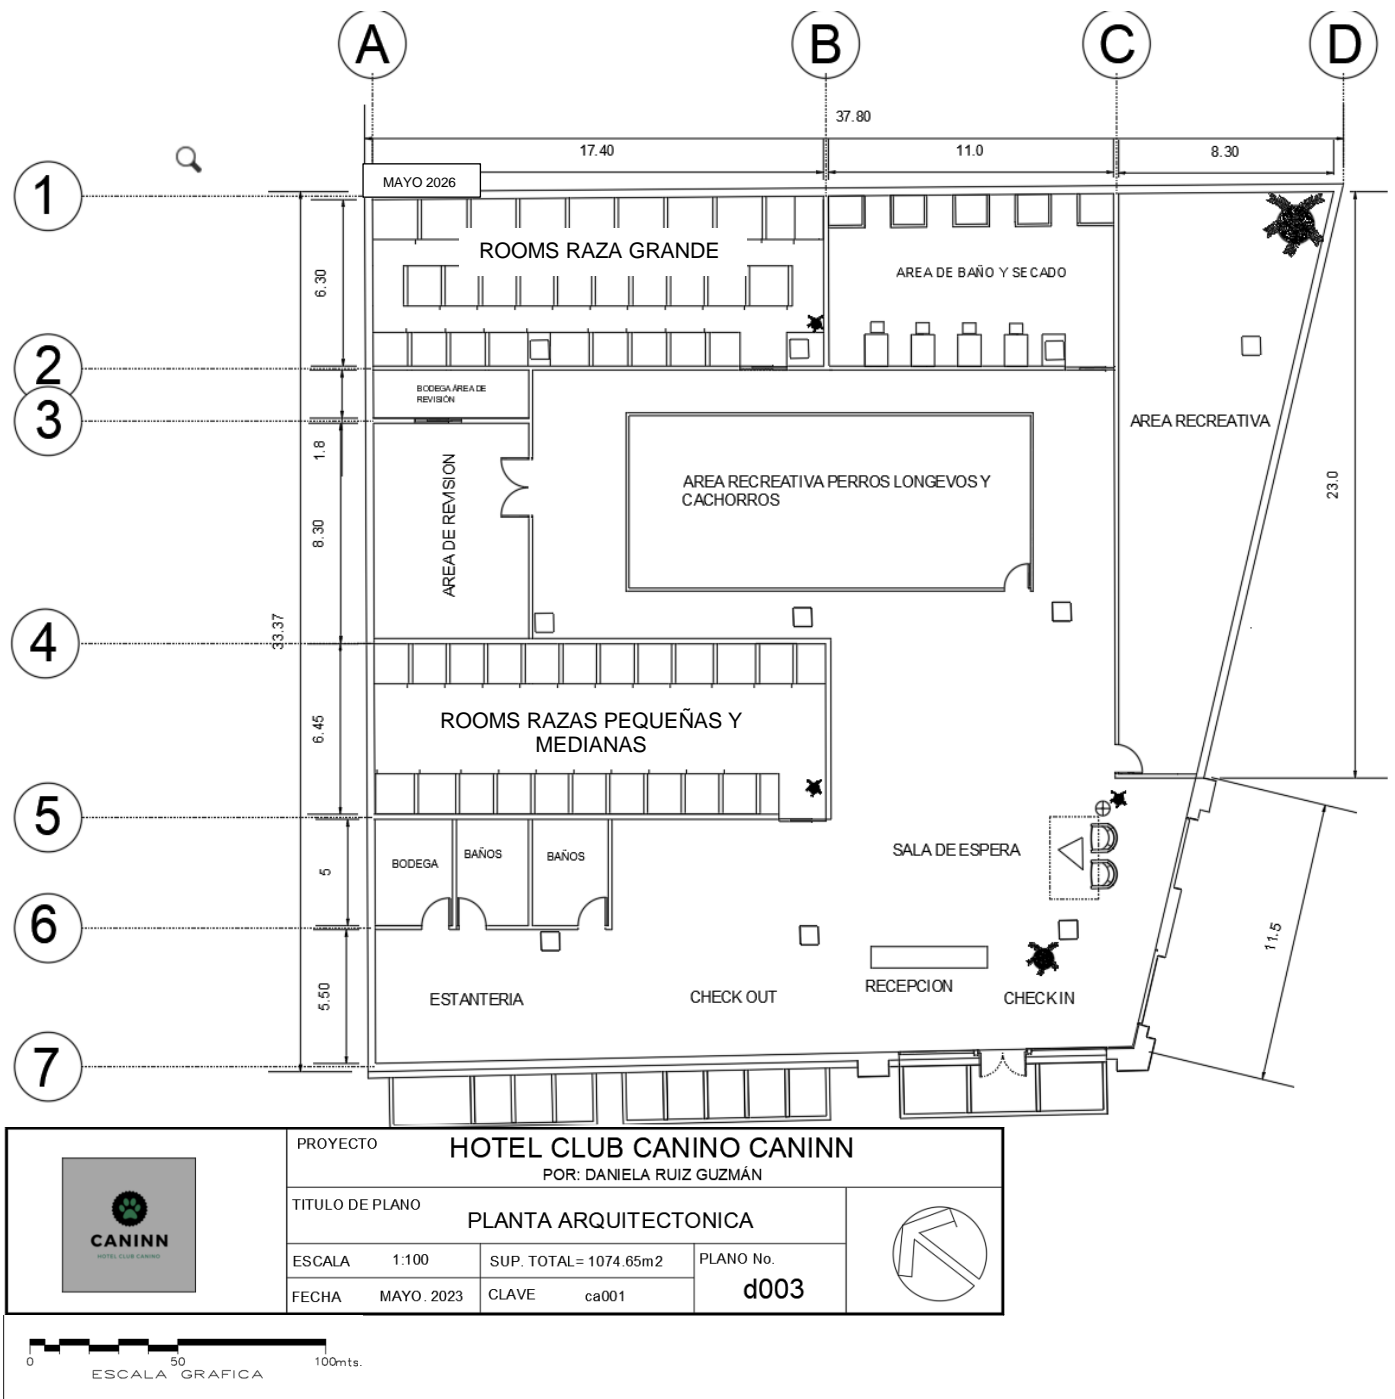 A
B
C
D
37.80
17.40
11.0
8.30
MAYO 2026
1
ROOMS RAZA GRANDE
AREA DE BAÑO Y SECADO
6.30
2
BODEGA ÁREA DE
REVISIÓN
3
1.8
AREA RECREATIVA
AREA DE REVISION
AREA RECREATIVA PERROS LONGEVOS Y
CACHORROS
23.0
8.30
33.37
4
6.45
ROOMS RAZAS PEQUEÑAS Y
MEDIANAS
5
5
BODEGA
BAÑOS
BAÑOS
SALA DE ESPERA
6
11.5
5.50
ESTANTERIA
CHECK OUT
RECEPCION
CHECK IN
7
PROYECTO
HOTEL CLUB CANINO CANINN
POR: DANIELA RUIZ GUZMÁN
CANINN
HOTEL CLUB CANINO
TITULO DE PLANO
PLANTA ARQUITECTONICA
ESCALA 1:100
SUP. TOTAL= 1074.65m2
PLANO No.
d003
FECHA MAYO. 2023
CLAVE ca001
0 50 100mts.
ESCALA GRAFICA